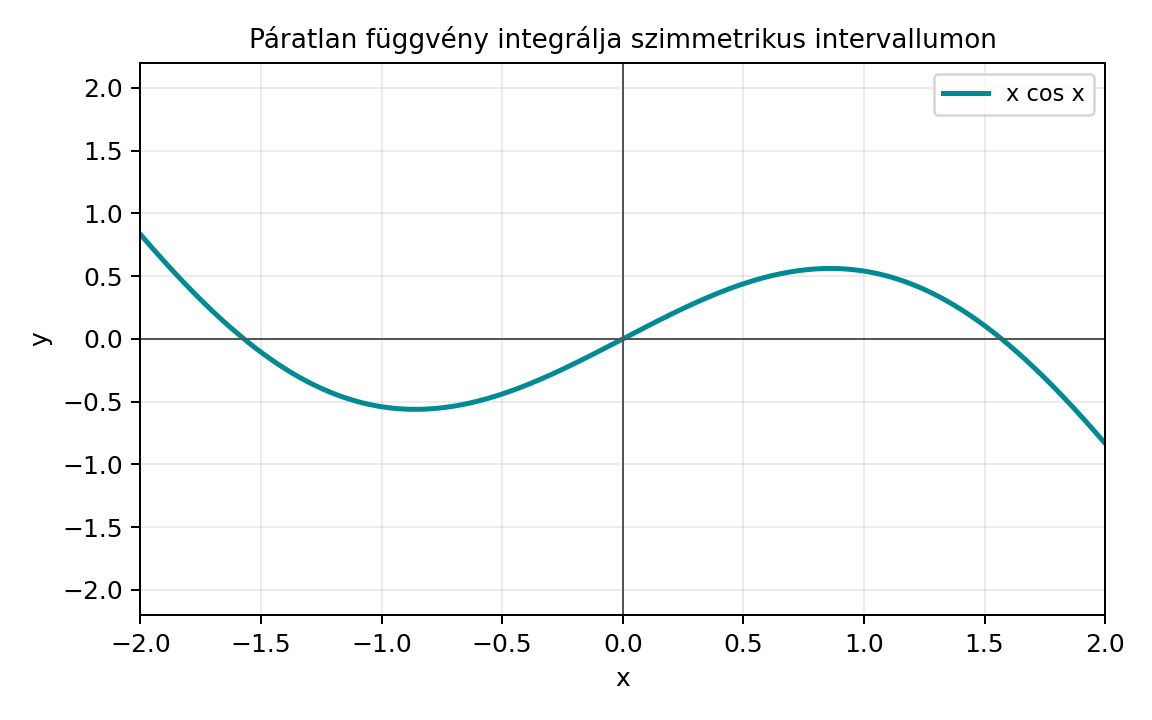 Páratlan függvény integrálja szimmetrikus intervallumon
x cos x
2.0
1.5
1.0
0.5
0.0
−0.5
−1.0
−1.5
−2.0
y
−2.0 −1.5 −1.0 −0.5 0.0 0.5 1.0 1.5 2.0
x